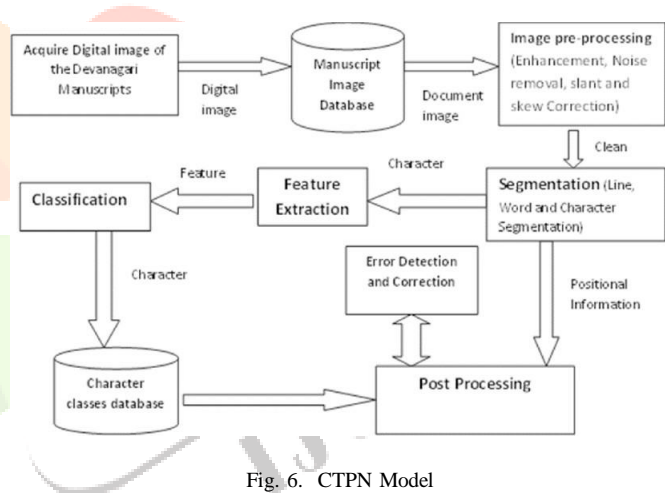 Acquire Digital image of
the Devanagari
Manuscripts
Digital
image
Manuscript
Image
Database
Document
image
Image pre-processing
(Enhancement, Noise
removal, slant and
skew Correction)
Clean
Segmentation (Line,
Word and Character
Segmentation)
Character
Feature
Extraction
Feature
Classification
Character
Character
classes database
Positional
Information
Error Detection
and Correction
Post Processing
Fig. 6. CTPN Model